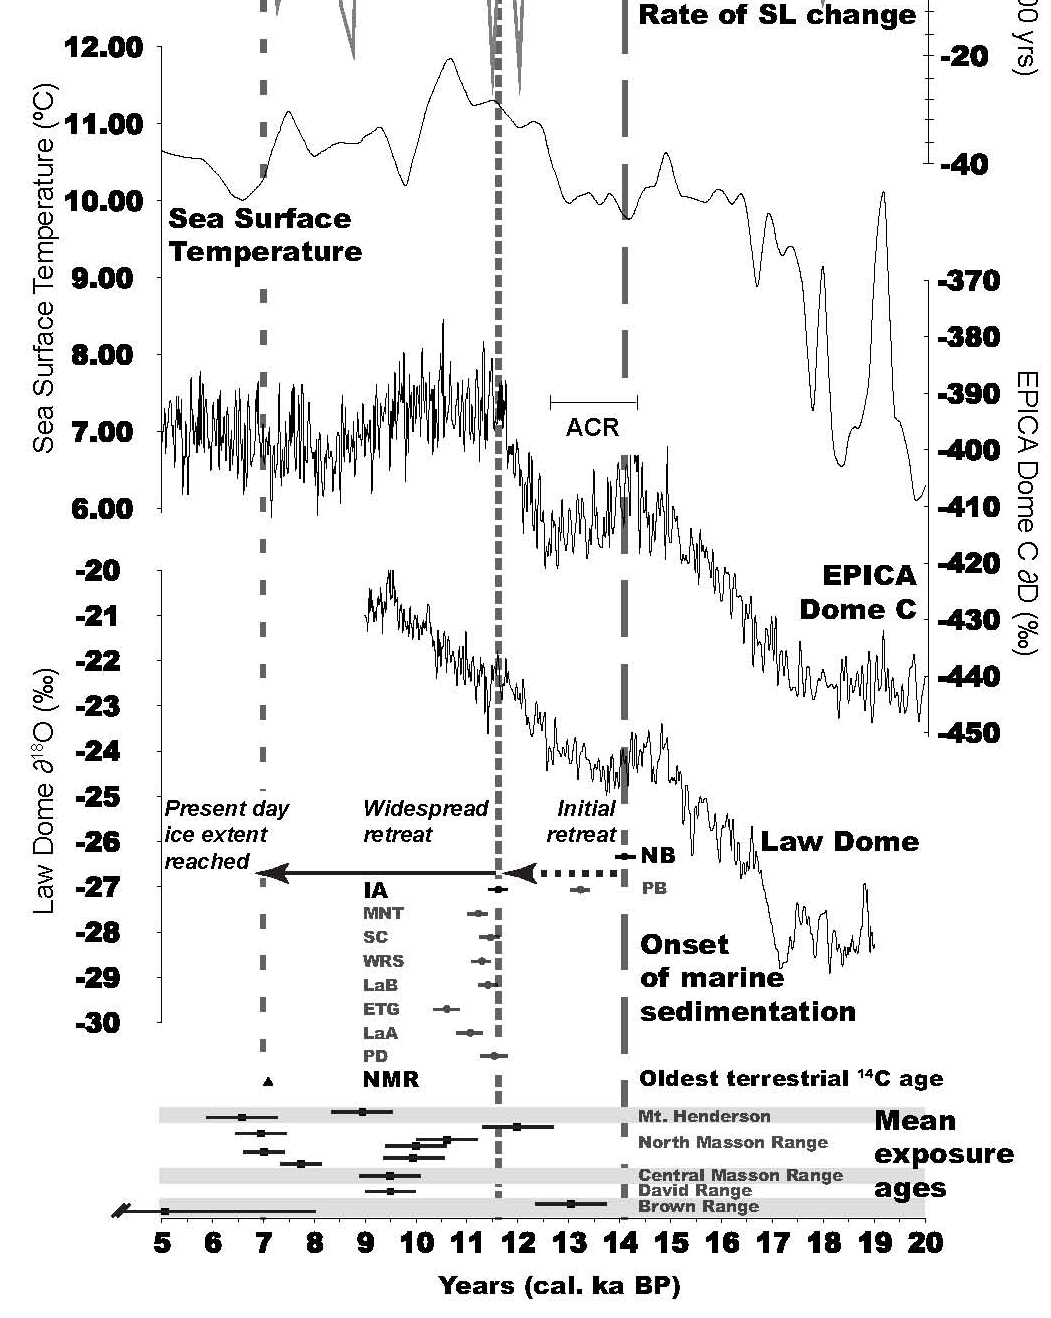 Rate of SL change
00 yrs)
-20
-40
12.00
11.00
10.00
9.00
8.00
7.00
6.00
Sea Surface Temperature (ºC)
Sea Surface
Temperature
-370
-380
-390
-400
-410
-420
-430
-440
-450
EPICA Dome C ∂D (‰)
ACR
EPICA
Dome C
-20
-21
-22
-23
-24
-25
-26
-27
-28
-29
-30
Law Dome ∂¹⁸O (‰)
Present day
ice extent
reached
Widespread
retreat
Initial
retreat
Law Dome
NB
IA
PB
MNT
SC
WRS
LaB
ETG
LaA
PD
NMR
Onset
of marine
sedimentation
Oldest terrestrial ¹⁴C age
Mt. Henderson
North Masson Range
Central Masson Range
David Range
Brown Range
Mean
exposure
ages
5 6 7 8 9 10 11 12 13 14 15 16 17 18 19 20
Years (cal. ka BP)